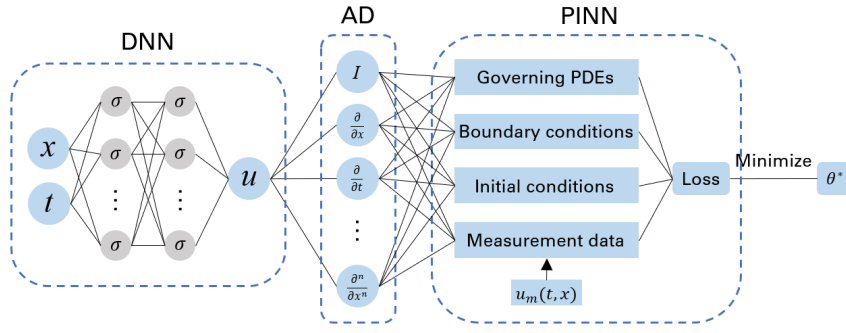 DNN
AD
PINN
x
t
σ
σ
σ
σ
⋮
⋮
σ
σ
u
I
∂/∂x
∂/∂t
⋮
∂ⁿ/∂xⁿ
Governing PDEs
Boundary conditions
Initial conditions
Measurement data
u_m(t, x)
Loss
Minimize
θ*